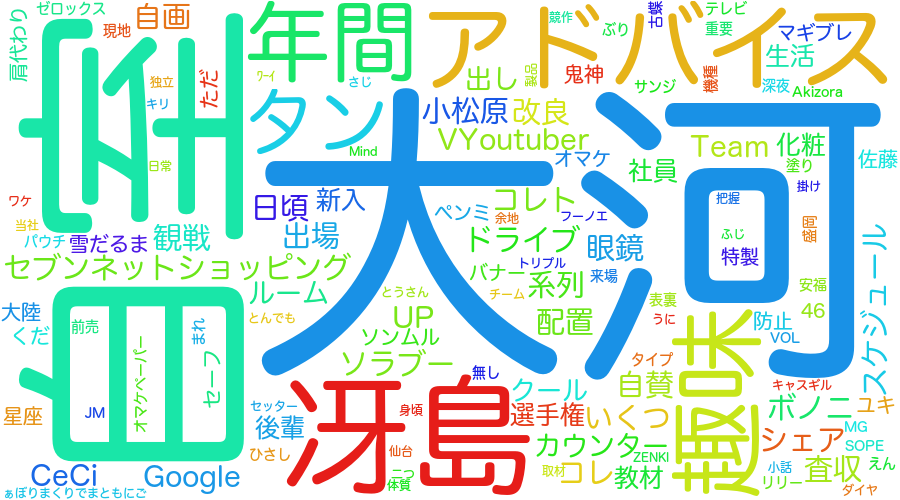 ゼロックス
自画
年間
アドバイス
競作
古蝶
テレビ
ぶり
重要
マギブレ
肩代わり
現地
独立
キリ
ただ
ワーイ
さじ
出し
製品
鬼神
サンジ
機種
生活
深夜
Akizora
自室
タン
小松原
改良
VYoutuber
大河
Team
化粧
佐藤
Mind
日常
オマケ
社員
塗り
掛け
ワケ
日頃
新入
コレト
ペンミ
余地
フーノエ
把握
当社
パウチ
雪だるま
観戦
出場
ドライブ
眼鏡
ふじ
特製
盛岡
セブンネットショッピング
バナー
トリプル
系列
来場
安福
スケジュール
大陸
ルーム
とうさん
チーム
表裏
46
くだ
前売
まれ
とんでも
UP
ソンムル
配置
うに
防止
VOL
オマケペーパー
セーフ
ソラブー
無し
クール
タイプ
自賛
趣味
キャスギル
星座
JM
セッター
冴島
身頃
選手権
いくつ
ボノニ
ユキ
後輩
カウンター
シェア
MG
SOPE
ひさし
仙台
ZENKI
CeCi
Google
二つ
体質
取材
コレ
教材
小話
リリー
査収
えん
ダイヤ
ぁぼりまくりでまともにご